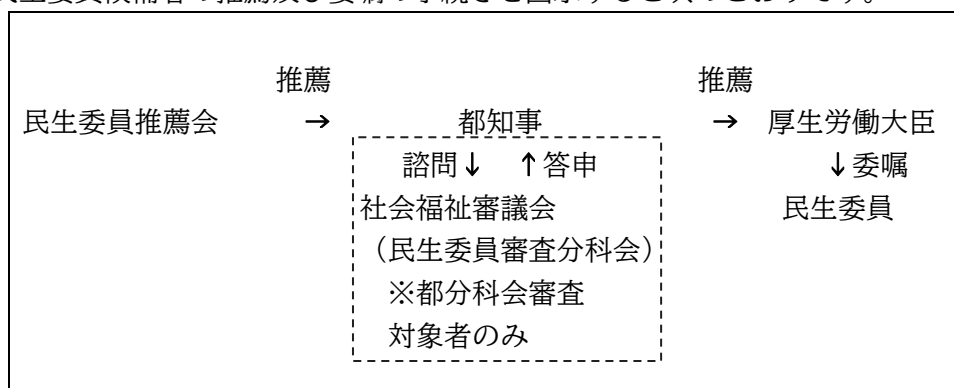 推薦 推薦
民生委員推薦会 → 都知事 → 厚生労働大臣
諮問↓ ↑答申 ↓委嘱
社会福祉審議会 民生委員
（民生委員審査分科会）
※都分科会審査
対象者のみ